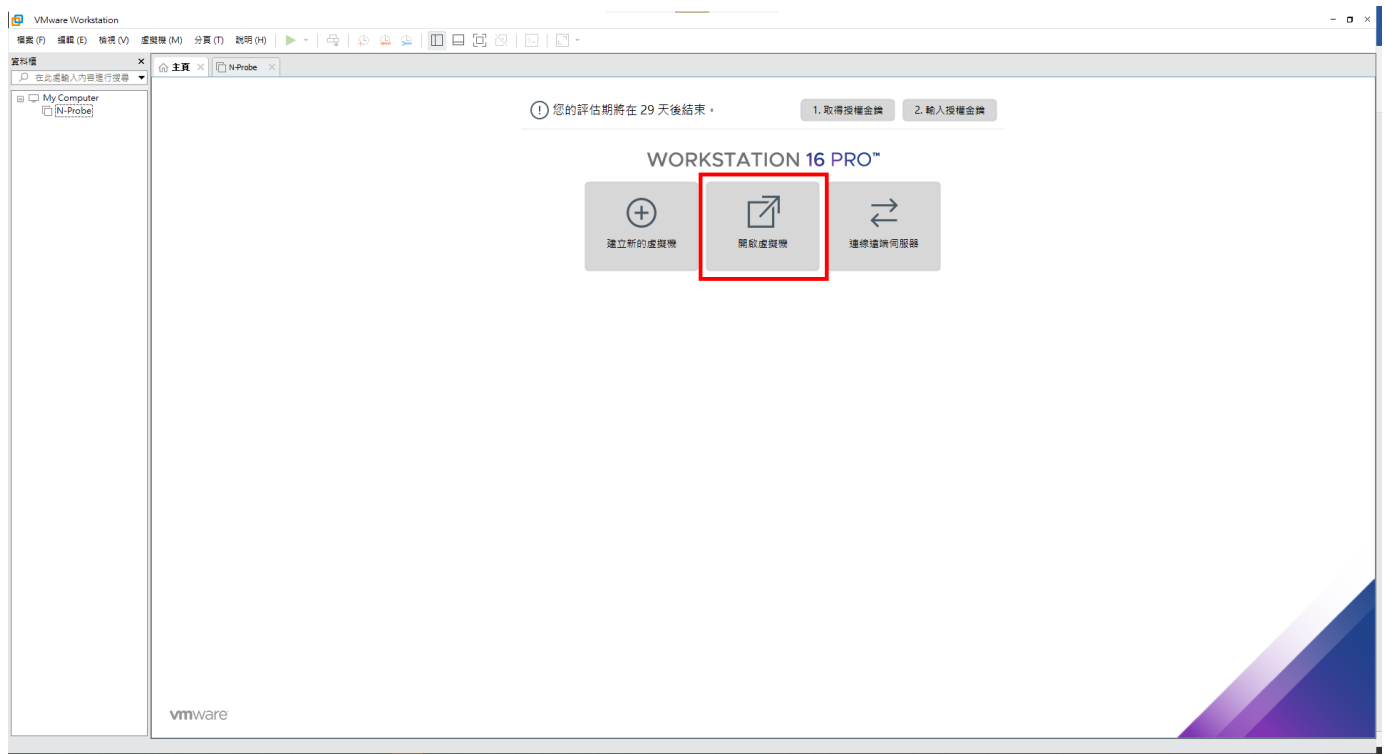 VMware Workstation
檔案(F) 編輯(E) 檢視(V) 虛擬機(M) 分頁(T) 說明(H)
資料櫃
在此處輸入內容進行搜尋
My Computer
N-Probe
主頁
N-Probe
您的評估期將在 29 天後結束。
1. 取得授權金鑰
2. 輸入授權金鑰
WORKSTATION 16 PRO™
建立新的虛擬機
開啟虛擬機
連線遠端伺服器
vmware